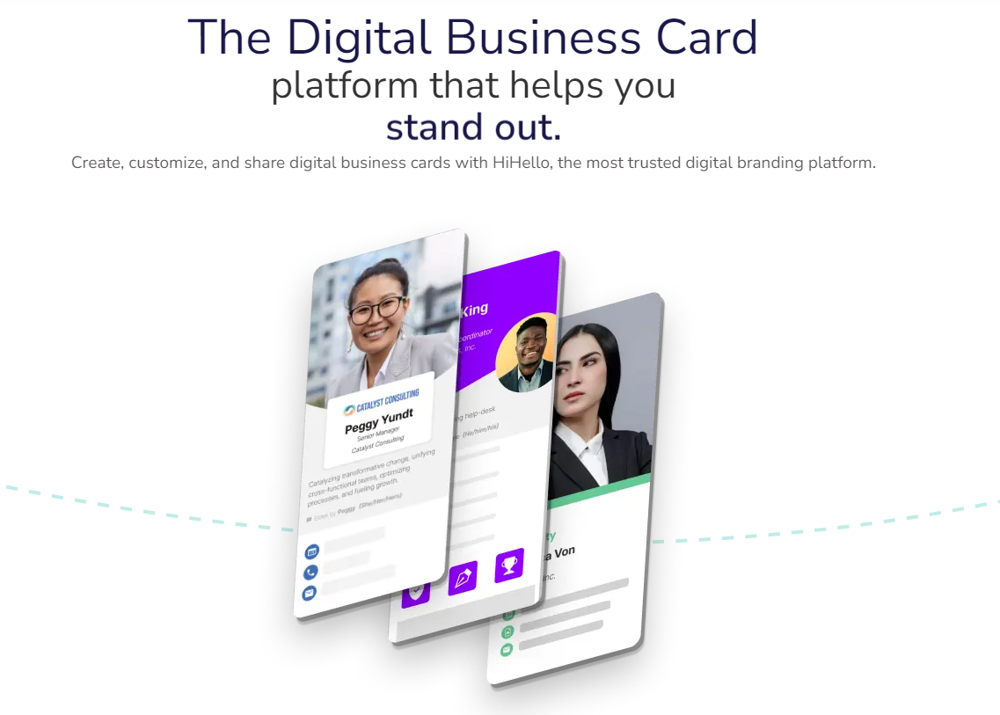 The Digital Business Card
platform that helps you
stand out.
Create, customize, and share digital business cards with HiHello, the most trusted digital branding platform.
CATALYST CONSULTING
Peggy Yundt
Senior Manager
Catalyst Consulting
Catalyzing transformative change, unifying
cross-functional teams, optimizing
processes, and fueling growth.
Goes by Peggy (She/Her/Hers)
King
oordinator
s, Inc.
ng help-desk
(He/him/his)
ty
a Von
Inc.